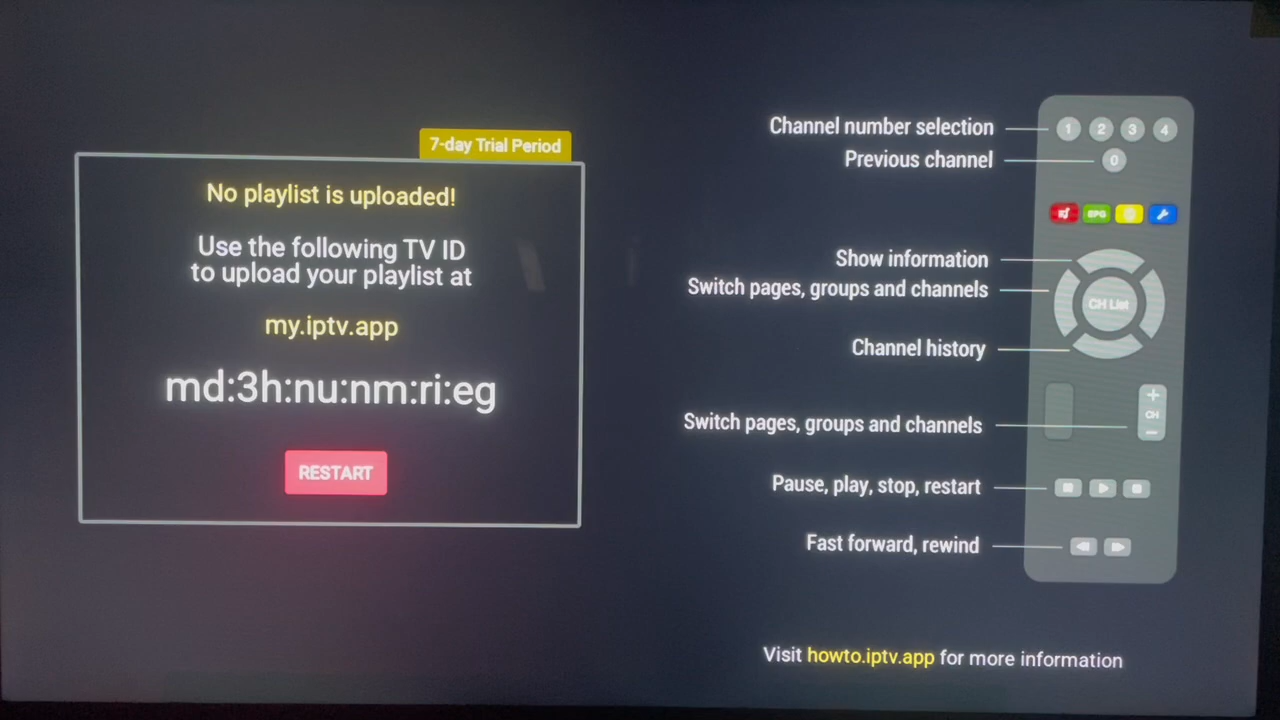 7-day Trial Period
No playlist is uploaded!
Use the following TV ID
to upload your playlist at
my.iptv.app
md:3h:nu:nm:ri:eg
RESTART
Channel number selection
1 2 3 4
Previous channel
0
EPG
Show information
Switch pages, groups and channels
CH List
Channel history
+
CH
−
Switch pages, groups and channels
Pause, play, stop, restart
Fast forward, rewind
Visit howto.iptv.app for more information